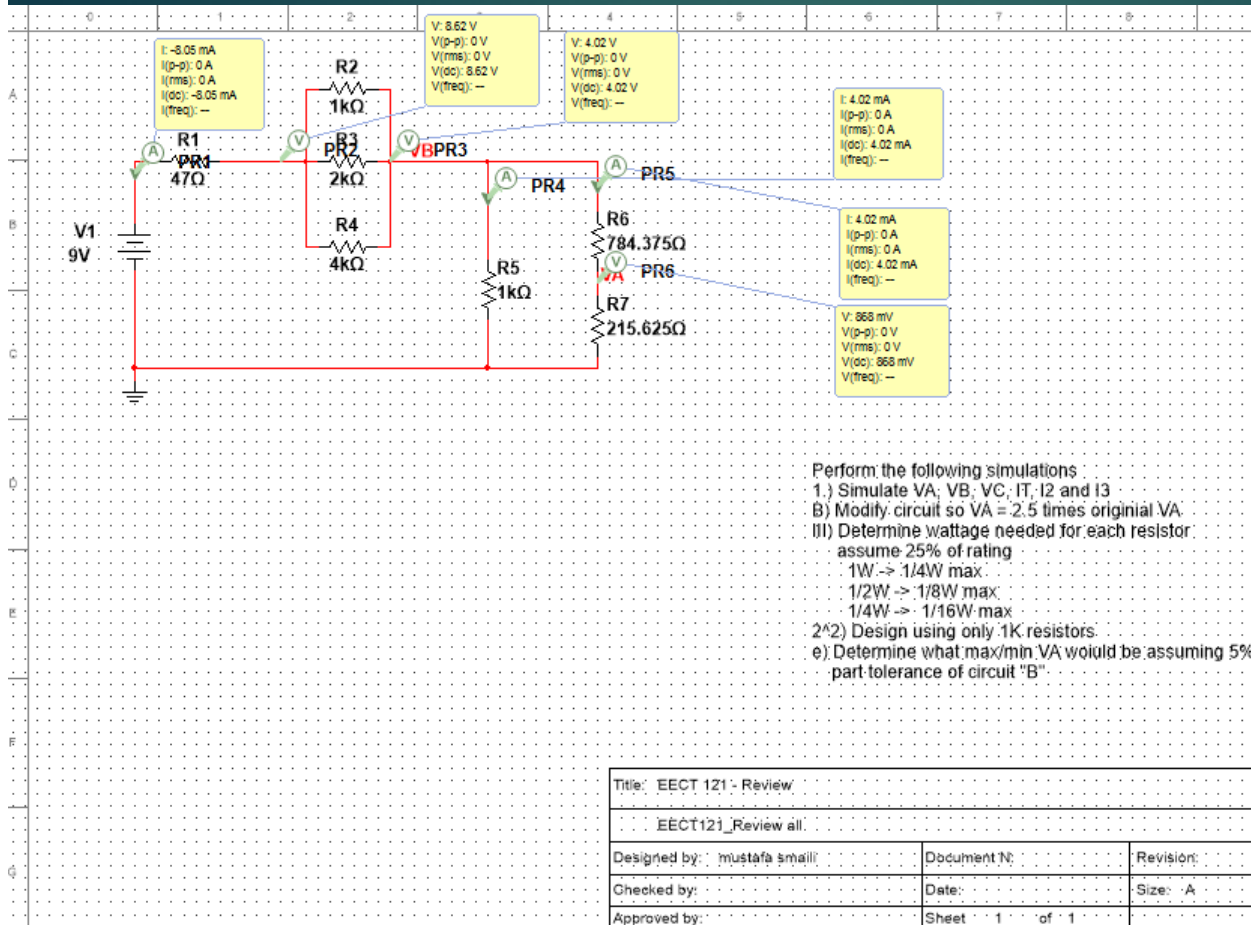 0 2 4 5 6 7 8
I: -8.05 mA
I(p-p): 0 A
I(rms): 0 A
I(dc): -8.05 mA
I(freq): --
V: 8.62 V
V(p-p): 0 V
V(rms): 0 V
V(dc): 8.62 V
V(freq): --
V: 4.02 V
V(p-p): 0 V
V(rms): 0 V
V(dc): 4.02 V
V(freq): --
I: 4.02 mA
I(p-p): 0 A
I(rms): 0 A
I(dc): 4.02 mA
I(freq): --
I: 4.02 mA
I(p-p): 0 A
I(rms): 0 A
I(dc): 4.02 mA
I(freq): --
V: 868 mV
V(p-p): 0 V
V(rms): 0 V
V(dc): 868 mV
V(freq): --
A
B
C
D
E
F
G
R1
A
PR1
47Ω
R2
1kΩ
V
PR2
R3
2kΩ
V
VB PR3
R4
4kΩ
V1
9V
A
PR4
A
PR5
R5
1kΩ
R6
784.375Ω
V
VA PR6
R7
215.625Ω
Perform the following simulations
1.) Simulate VA, VB, VC, IT, I2 and I3
B) Modify circuit so VA = 2.5 times originial VA
III) Determine wattage needed for each resistor
assume 25% of rating
1W -> 1/4W max
1/2W -> 1/8W max
1/4W -> 1/16W max
2^2) Design using only 1K resistors
e) Determine what max/min VA woiuld be assuming 5%
part tolerance of circuit "B"
Title: EECT 121 - Review
EECT121_Review all
Designed by: mustafa smaili
Document N:
Revision:
Checked by:
Date:
Size: A
Approved by:
Sheet 1 of 1